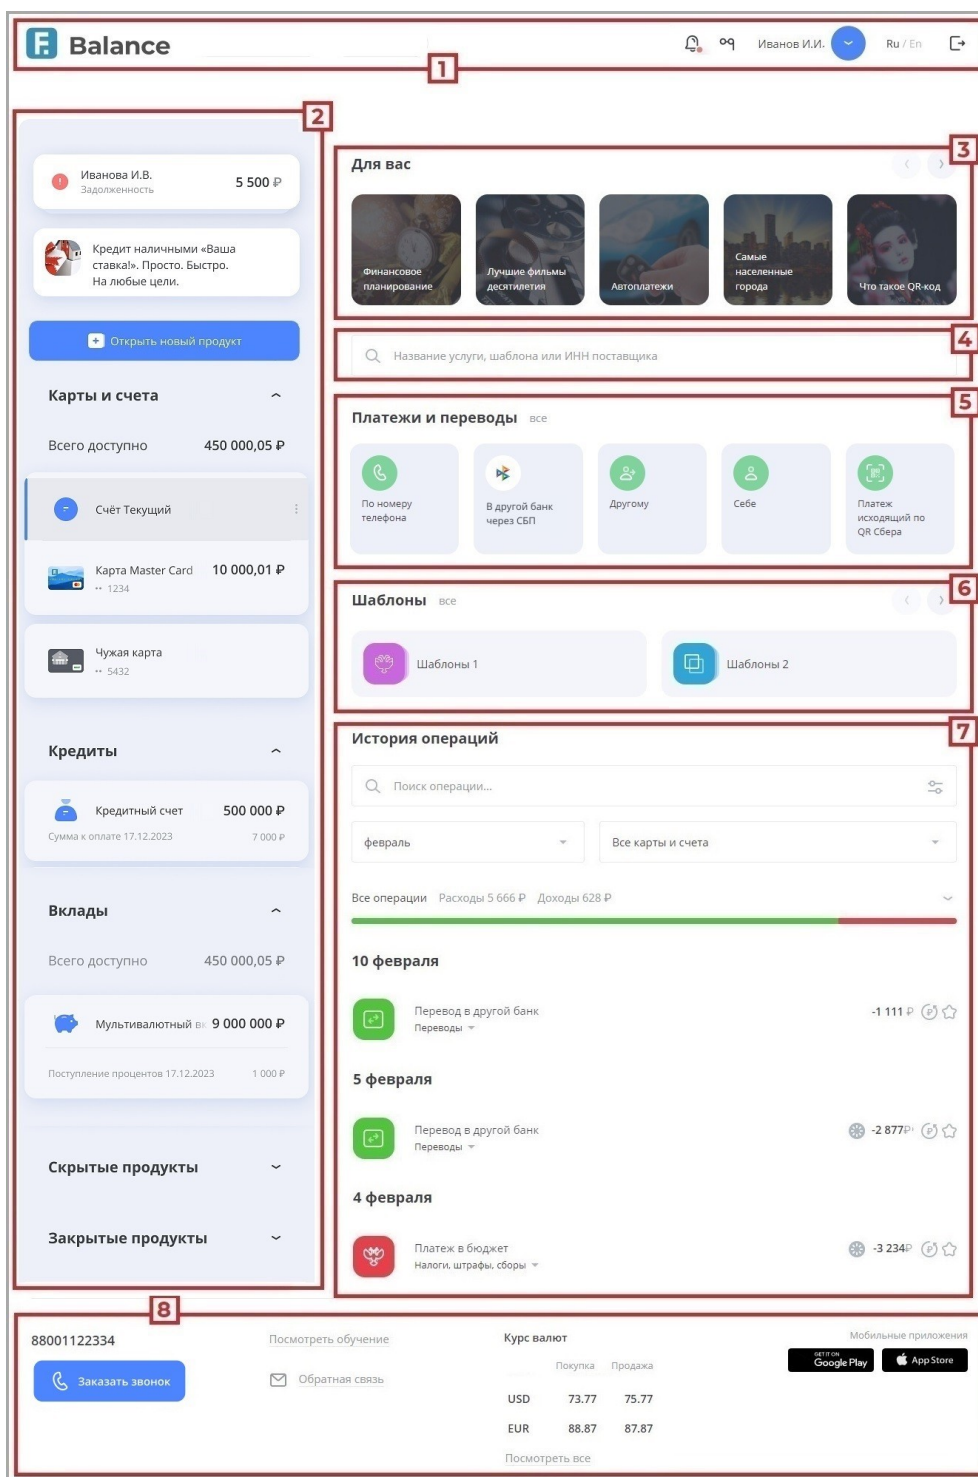 F. Balance
Иванов И.И. Ru / En
1
2
Иванова И.В.
Задолженность
5 500 ₽
Кредит наличными «Ваша
ставка!». Просто. Быстро.
На любые цели.
Открыть новый продукт
Карты и счета
Всего доступно 450 000,05 ₽
Счёт Текущий
Карта Master Card 10 000,01 ₽
•• 1234
Чужая карта
•• 5432
Кредиты
Кредитный счет 500 000 ₽
Сумма к оплате 17.12.2023 7 000 ₽
Вклады
Всего доступно 450 000,05 ₽
Мультивалютный 9 000 000 ₽
Поступление процентов 17.12.2023 1 000 ₽
Скрытые продукты
Закрытые продукты
3
Для вас
Финансовое
планирование
Лучшие фильмы
десятилетия
Автоплатежи
Самые
населенные
города
Что такое QR-код
4
Название услуги, шаблона или ИНН поставщика
5
Платежи и переводы все
По номеру
телефона
В другой банк
через СБП
Другому
Себе
Платеж
исходящий по
QR Сбера
6
Шаблоны все
Шаблоны 1
Шаблоны 2
7
История операций
Поиск операции...
февраль
Все карты и счета
Все операции Расходы 5 666 ₽ Доходы 628 ₽
10 февраля
Перевод в другой банк -1 111 ₽
Переводы
5 февраля
Перевод в другой банк -2 877₽
Переводы
4 февраля
Платеж в бюджет -3 234₽
Налоги, штрафы, сборы
8
88001122334
Заказать звонок
Посмотреть обучение
Обратная связь
Курс валют
Покупка Продажа
USD 73.77 75.77
EUR 88.87 87.87
Посмотреть все
Мобильные приложения
GET IT ON
Google Play
App Store